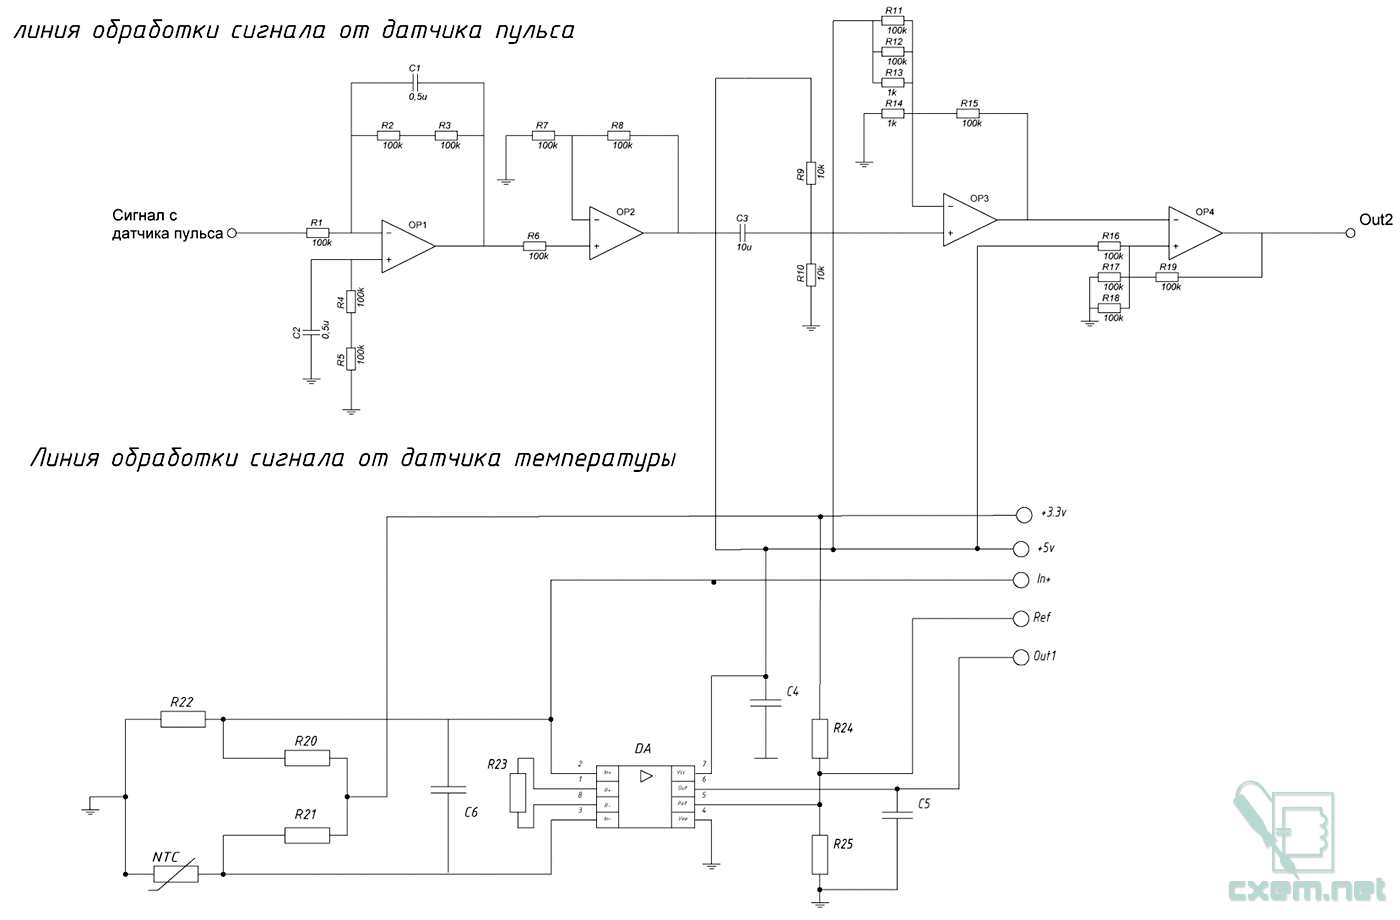 линия обработки сигнала от датчика пульса
C1
0,5u
R2
100k
R3
100k
Сигнал с
датчика пульса
R1
100k
OP1
C2
0,5u
R4
100k
R5
100k
R6
100k
R7
100k
R8
100k
OP2
C3
10u
R9
10k
R10
10k
R11
100k
R12
100k
R13
1k
R14
1k
R15
100k
OP3
R16
100k
R17
100k
R18
100k
R19
100k
OP4
Out2
Линия обработки сигнала от датчика температуры
+3.3v
+5v
In+
Ref
Out1
R22
R20
R21
NTC
C6
R23
DA
2
1
8
3
In+
R+
R-
In-
Vcc
Out
Ref
Vee
7
6
5
4
C4
R24
R25
C5
cxem.net